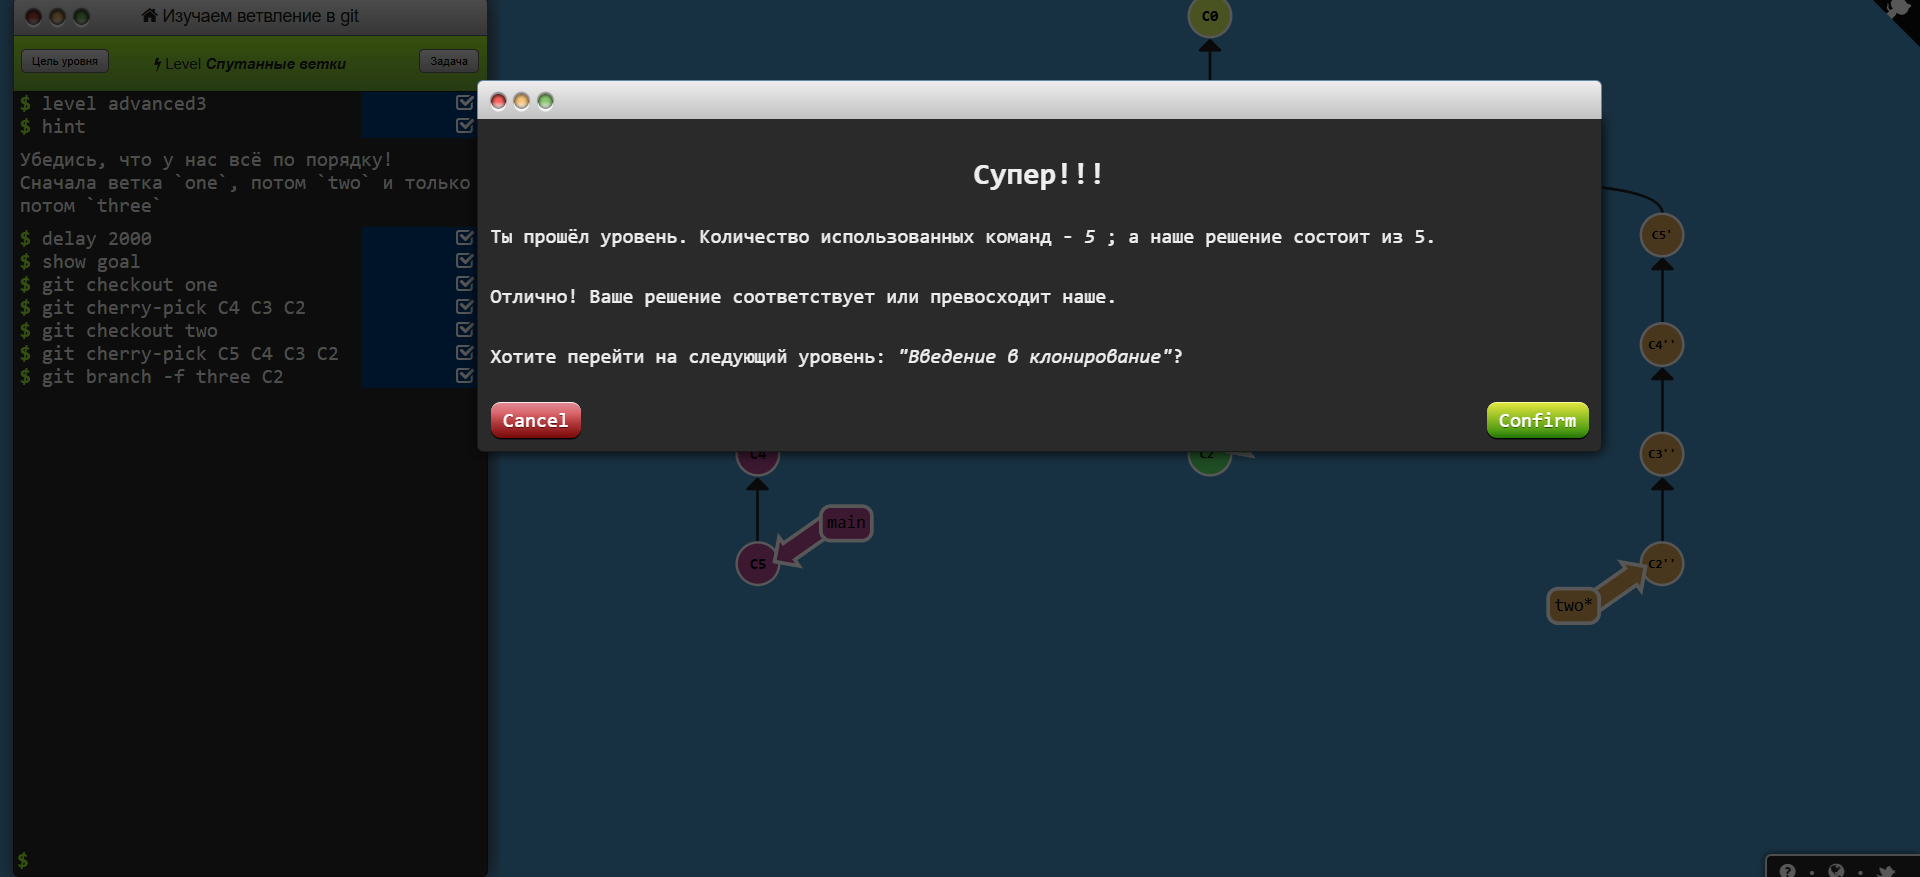 Изучаем ветвление в git
Цель уровня
Level Спутанные ветки
Задача
$ level advanced3
$ hint
Убедись, что у нас всё по порядку!
Сначала ветка `one`, потом `two` и только
потом `three`
$ delay 2000
$ show goal
$ git checkout one
$ git cherry-pick C4 C3 C2
$ git checkout two
$ git cherry-pick C5 C4 C3 C2
$ git branch -f three C2
$
C0
Супер!!!
Ты прошёл уровень. Количество использованных команд - 5 ; а наше решение состоит из 5.
Отлично! Ваше решение соответствует или превосходит наше.
Хотите перейти на следующий уровень: "Введение в клонирование"?
Cancel
Confirm
C5'
C4''
C4
C3''
main
C5
C2''
two*